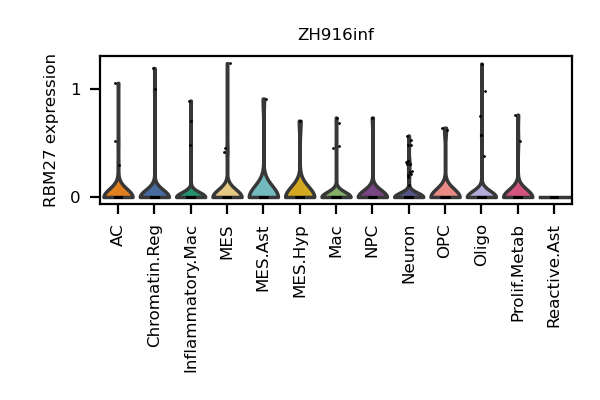 ZH916inf
RBM27 expression
1
0
AC
Chromatin.Reg
Inflammatory.Mac
MES
MES.Ast
MES.Hyp
Mac
NPC
Neuron
OPC
Oligo
Prolif.Metab
Reactive.Ast